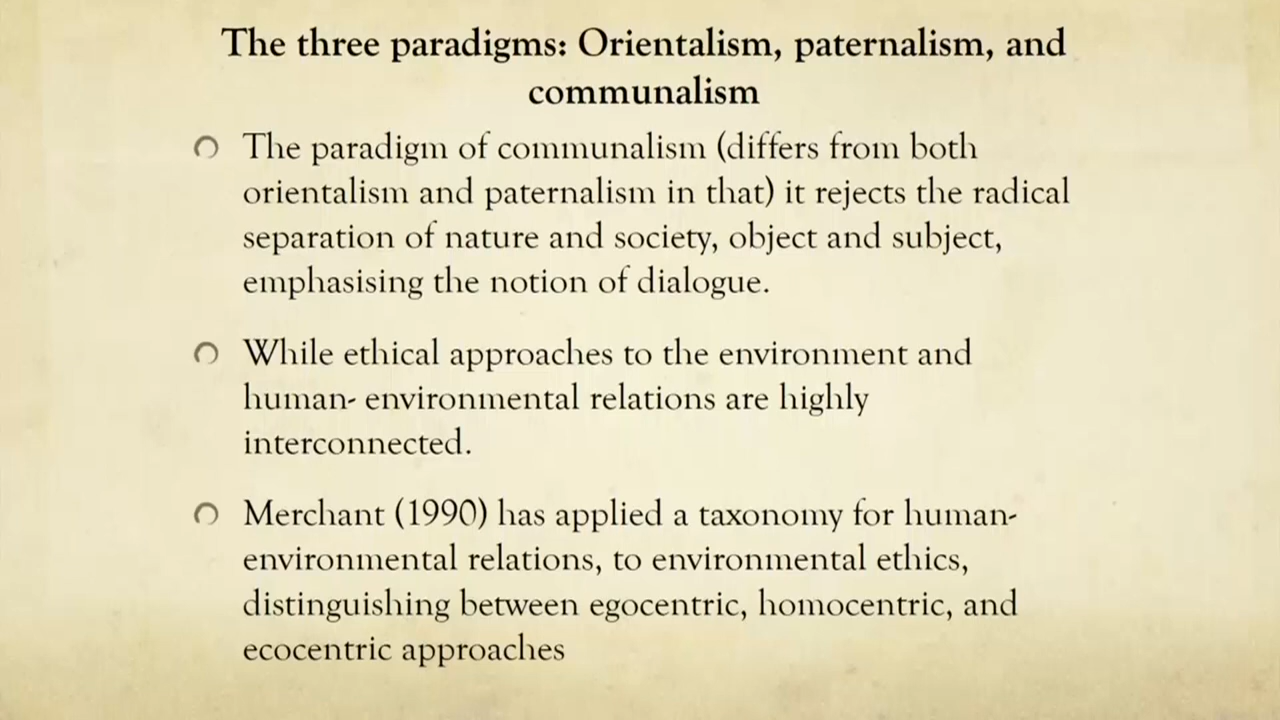 The three paradigms: Orientalism, paternalism, and
communalism
The paradigm of communalism (differs from both
orientalism and paternalism in that) it rejects the radical
separation of nature and society, object and subject,
emphasising the notion of dialogue.
While ethical approaches to the environment and
human- environmental relations are highly
interconnected.
Merchant (1990) has applied a taxonomy for human-
environmental relations, to environmental ethics,
distinguishing between egocentric, homocentric, and
ecocentric approaches